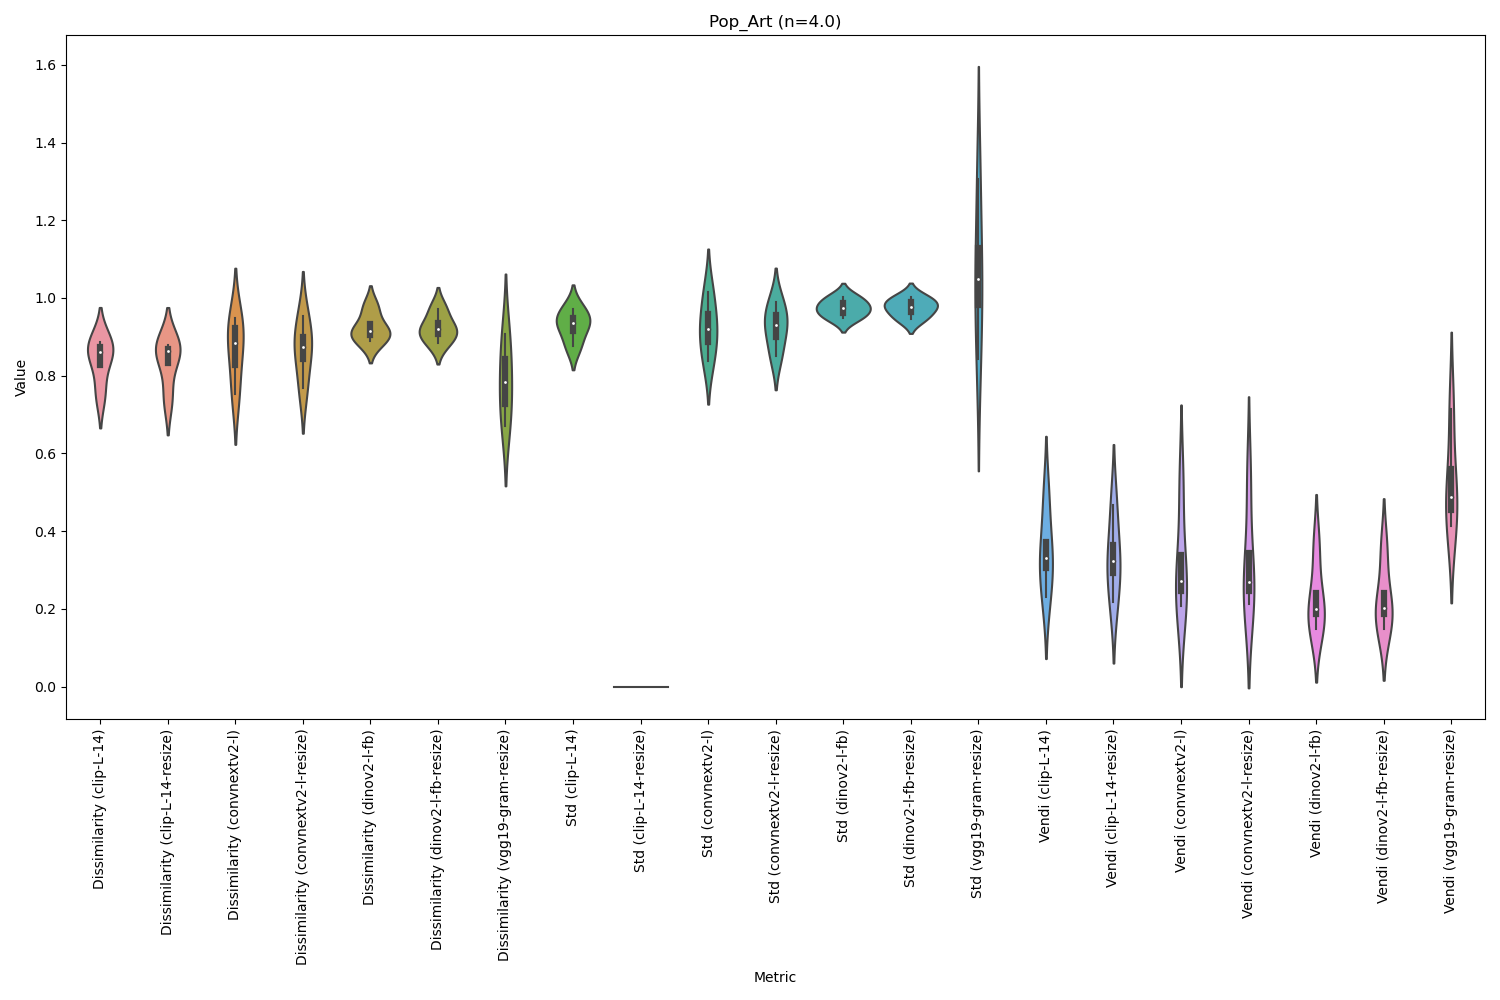 Pop_Art (n=4.0)
Value
1.6
1.4
1.2
1.0
0.8
0.6
0.4
0.2
0.0
Dissimilarity (clip-L-14)
Dissimilarity (clip-L-14-resize)
Dissimilarity (convnextv2-l)
Dissimilarity (convnextv2-l-resize)
Dissimilarity (dinov2-l-fb)
Dissimilarity (dinov2-l-fb-resize)
Dissimilarity (vgg19-gram-resize)
Std (clip-L-14)
Std (clip-L-14-resize)
Std (convnextv2-l)
Std (convnextv2-l-resize)
Std (dinov2-l-fb)
Std (dinov2-l-fb-resize)
Std (vgg19-gram-resize)
Vendi (clip-L-14)
Vendi (clip-L-14-resize)
Vendi (convnextv2-l)
Vendi (convnextv2-l-resize)
Vendi (dinov2-l-fb)
Vendi (dinov2-l-fb-resize)
Vendi (vgg19-gram-resize)
Metric